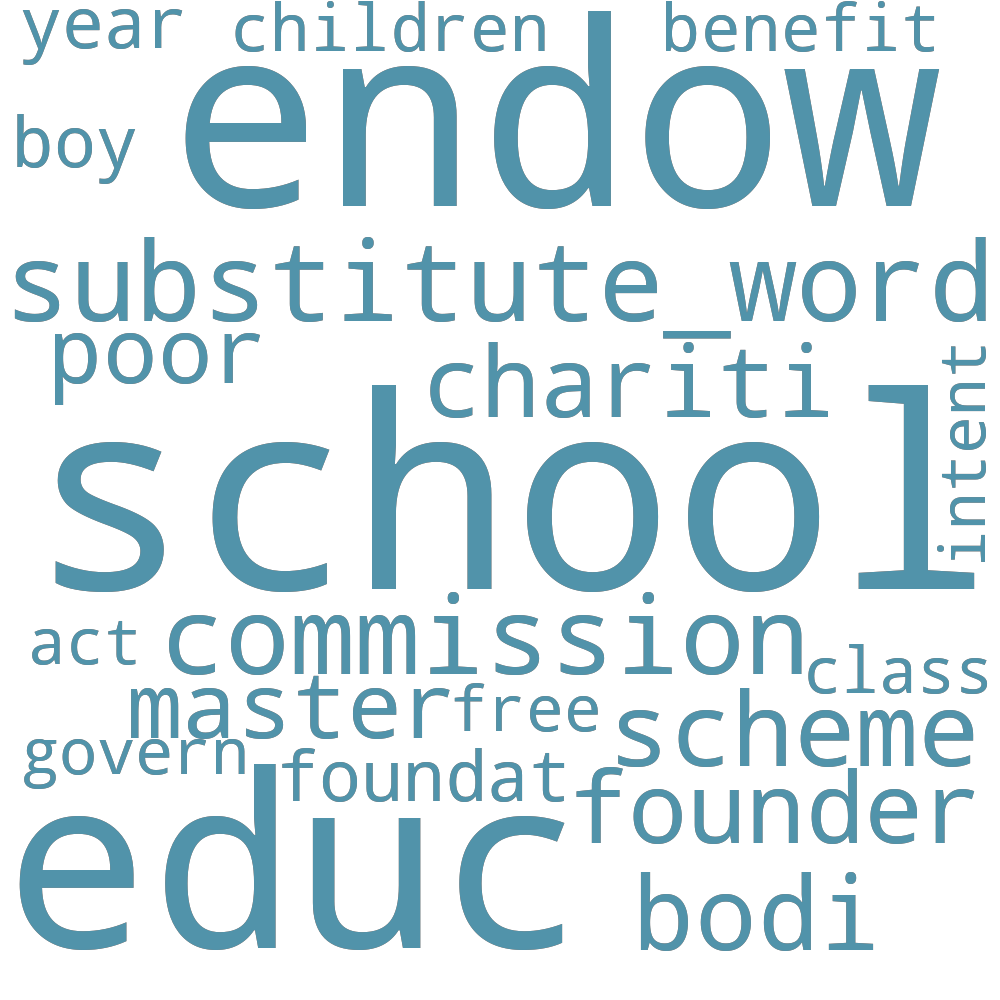 year children benefit
endow
boy
substitute_word
poor
chariti
intent
school
commission
act
class
master
free
scheme
govern
foundat
founder
educ
bodi